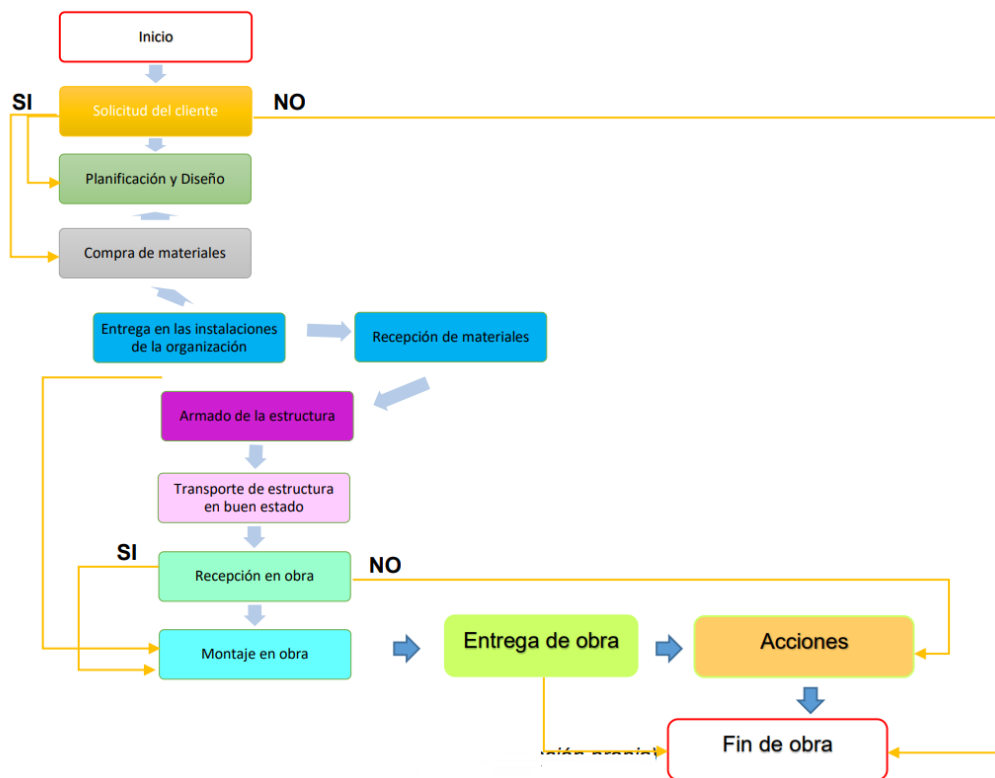 Inicio
SI
Solicitud del cliente
NO
Planificación y Diseño
Compra de materiales
Entrega en las instalaciones
de la organización
Recepción de materiales
Armado de la estructura
Transporte de estructura
en buen estado
SI
Recepción en obra
NO
Montaje en obra
Entrega de obra
Acciones
Fin de obra